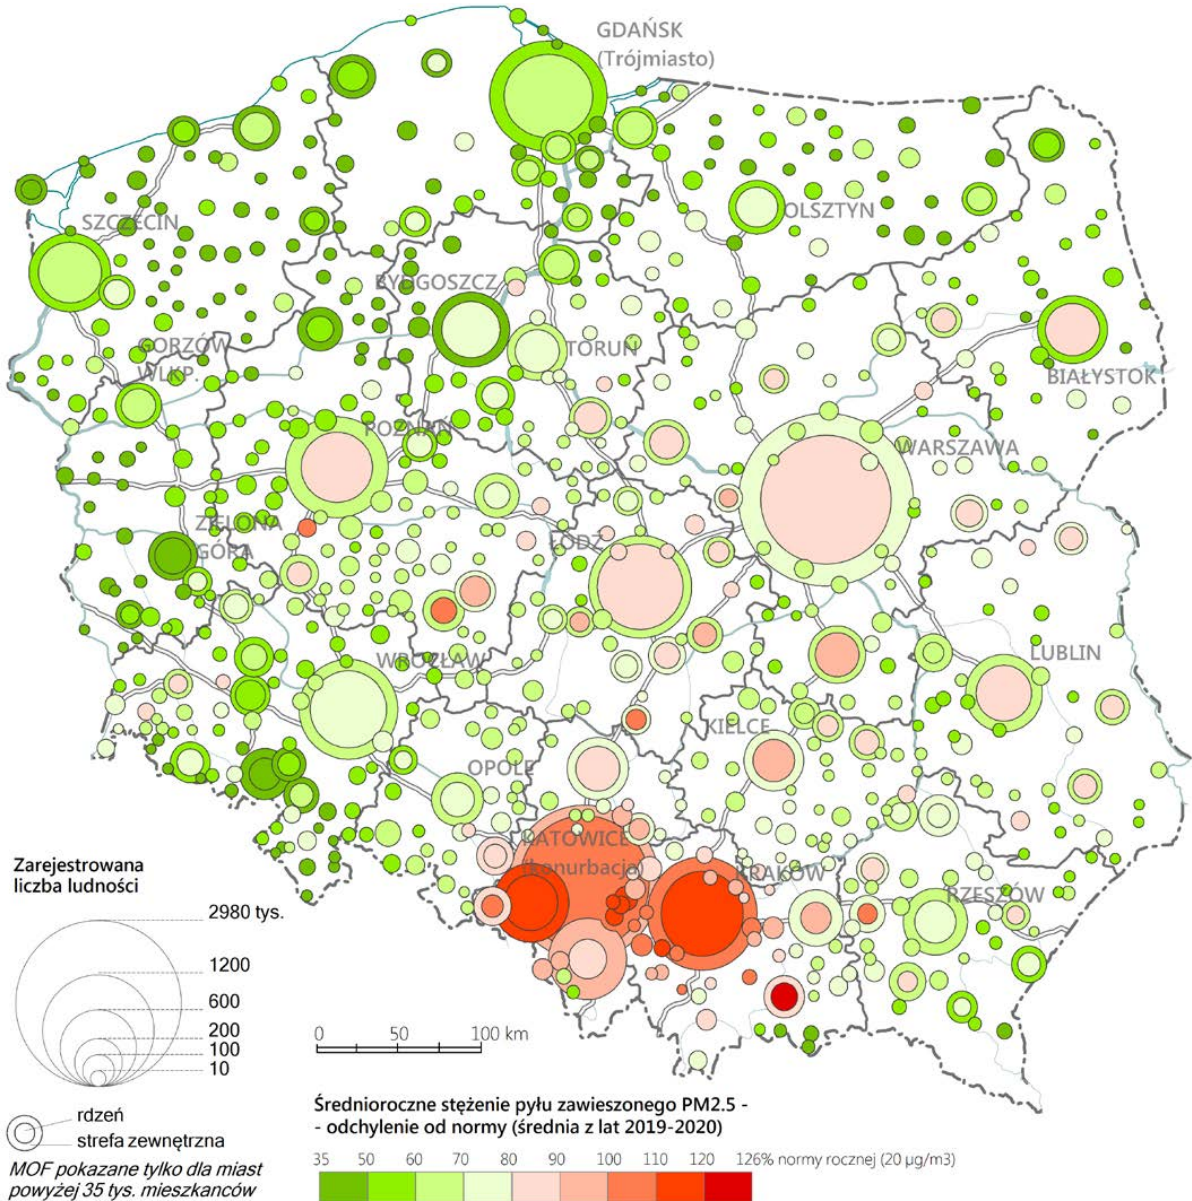 GDAŃSK
(Trójmiasto)
SZCZECIN
OLSZTYN
BYDGOSZCZ
GORZÓW
WLKP.
TORUŃ
BIAŁYSTOK
POZNAŃ
WARSZAWA
ZIELONA
GÓRA
ŁÓDŹ
WROCŁAW
LUBLIN
KIELCE
OPOLE
KATOWICE
(konurbacja)
KRAKÓW
RZESZÓW
Zarejestrowana
liczba ludności
2980 tys.
1200
600
200
100
10
rdzeń
strefa zewnętrzna
MOF pokazane tylko dla miast
powyżej 35 tys. mieszkanców
0 50 100 km
Średnioroczne stężenie pyłu zawieszonego PM2.5 -
- odchylenie od normy (średnia z lat 2019-2020)
35 50 60 70 80 90 100 110 120 126% normy rocznej (20 µg/m3)